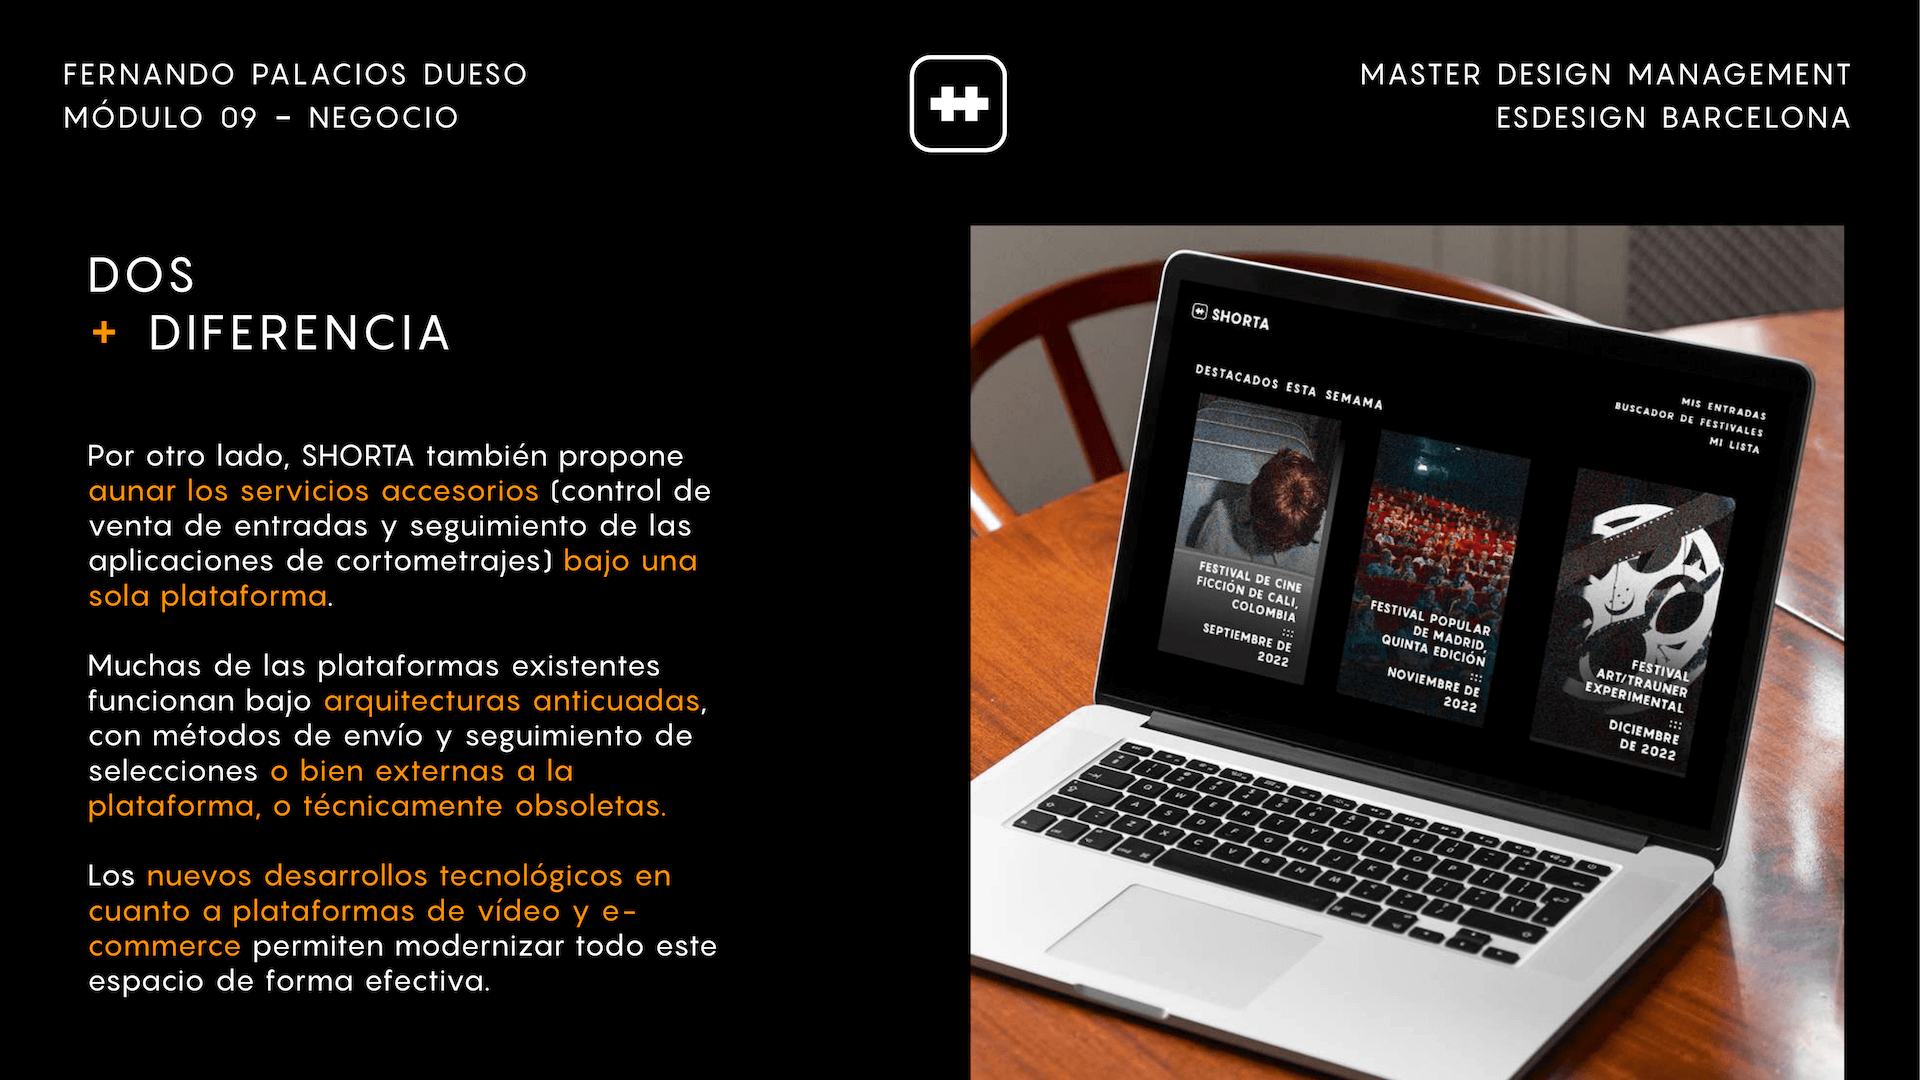 FERNANDO PALACIOS DUESO
MÓDULO 09 - NEGOCIO
MASTER DESIGN MANAGEMENT
ESDESIGN BARCELONA
DOS
+ DIFERENCIA
Por otro lado, SHORTA también propone
aunar los servicios accesorios (control de
venta de entradas y seguimiento de las
aplicaciones de cortometrajes) bajo una
sola plataforma.
Muchas de las plataformas existentes
funcionan bajo arquitecturas anticuadas,
con métodos de envío y seguimiento de
selecciones o bien externas a la
plataforma, o técnicamente obsoletas.
Los nuevos desarrollos tecnológicos en
cuanto a plataformas de vídeo y e-
commerce permiten modernizar todo este
espacio de forma efectiva.
SHORTA
DESTACADOS ESTA SEMAMA
MIS ENTRADAS
BUSCADOR DE FESTIVALES
MI LISTA
FESTIVAL DE CINE
FICCIÓN DE CALI,
COLOMBIA
:::
SEPTIEMBRE DE
2022
FESTIVAL POPULAR
DE MADRID,
QUINTA EDICIÓN
:::
NOVIEMBRE DE
2022
FESTIVAL
ART/TRAUNER
EXPERIMENTAL
:::
DICIEMBRE
DE 2022